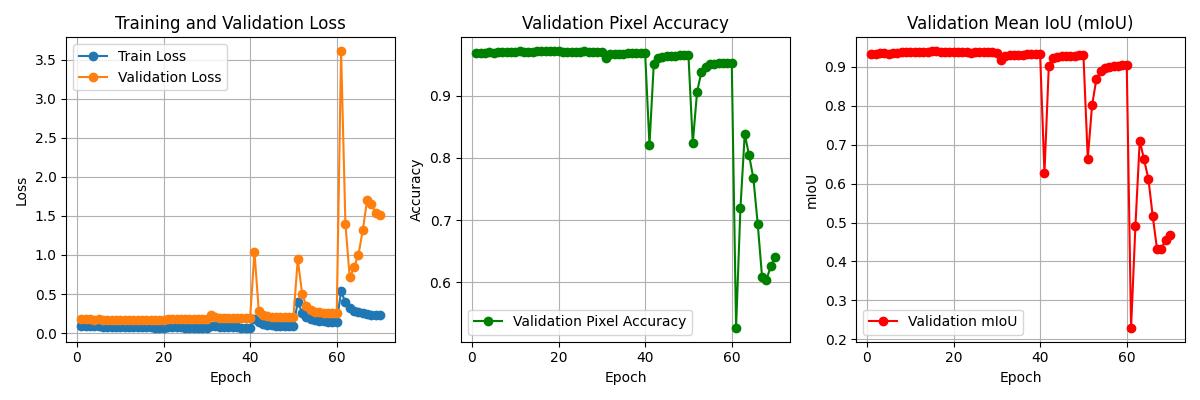 Training and Validation Loss
Train Loss
Validation Loss
Loss
3.5
3.0
2.5
2.0
1.5
1.0
0.5
0.0
0 20 40 60
Epoch
Validation Pixel Accuracy
Accuracy
0.9
0.8
0.7
0.6
Validation Pixel Accuracy
0 20 40 60
Epoch
Validation Mean IoU (mIoU)
mIoU
0.9
0.8
0.7
0.6
0.5
0.4
0.3
0.2
Validation mIoU
0 20 40 60
Epoch